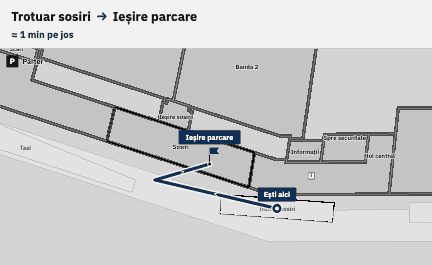 Trotuar sosiri → Ieșire parcare
≈ 1 min pe jos
P Parter
Banda 2
Ieșire sosiri
Ieșire parcare
Sosiri
Informații
Spre securitate
Hol central
Taxi
Ești aici